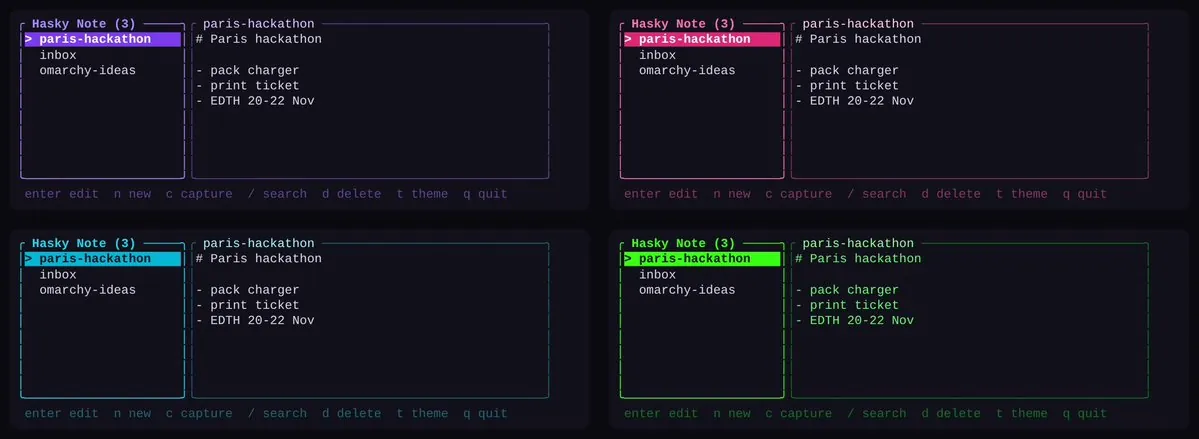 Hasky Note (3)
> paris-hackathon
inbox
omarchy-ideas
paris-hackathon
# Paris hackathon
- pack charger
- print ticket
- EDTH 20-22 Nov
enter edit  n new  c capture  / search  d delete  t theme  q quit
Hasky Note (3)
> paris-hackathon
inbox
omarchy-ideas
paris-hackathon
# Paris hackathon
- pack charger
- print ticket
- EDTH 20-22 Nov
enter edit  n new  c capture  / search  d delete  t theme  q quit
Hasky Note (3)
> paris-hackathon
inbox
omarchy-ideas
paris-hackathon
# Paris hackathon
- pack charger
- print ticket
- EDTH 20-22 Nov
enter edit  n new  c capture  / search  d delete  t theme  q quit
Hasky Note (3)
> paris-hackathon
inbox
omarchy-ideas
paris-hackathon
# Paris hackathon
- pack charger
- print ticket
- EDTH 20-22 Nov
enter edit  n new  c capture  / search  d delete  t theme  q quit